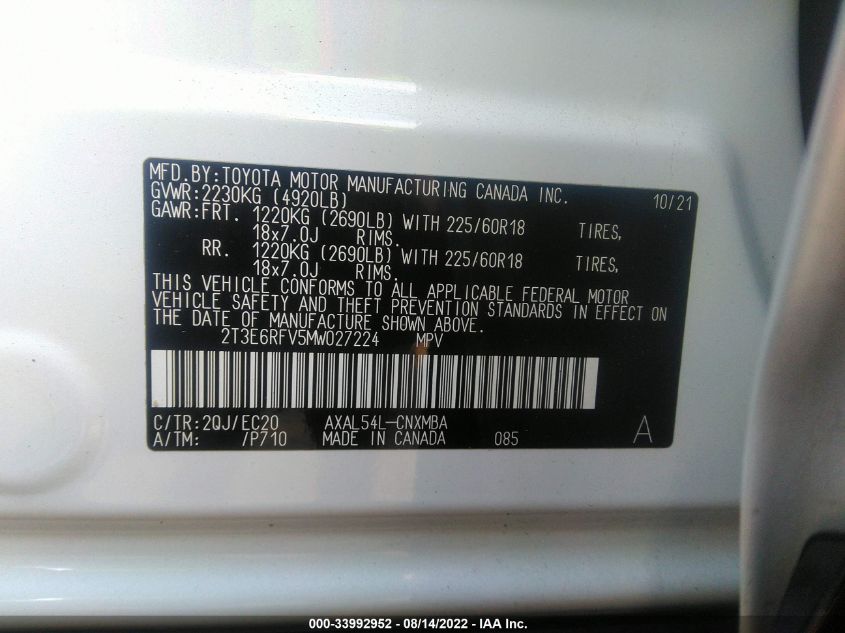 MFD.BY:TOYOTA MOTOR MANUFACTURING CANADA INC. 10/21
GVWR:2230KG (4920LB)
GAWR:FRT. 1220KG (2690LB) WITH 225/60R18 TIRES,
18x7.0J RIMS.
RR. 1220KG (2690LB) WITH 225/60R18 TIRES,
18x7.0J RIMS.
THIS VEHICLE CONFORMS TO ALL APPLICABLE FEDERAL MOTOR
VEHICLE SAFETY AND THEFT PREVENTION STANDARDS IN EFFECT ON
THE DATE OF MANUFACTURE SHOWN ABOVE.
2T3E6RFV5MW027224 MPV
C/TR:2QJ/EC20 AXAL54L-CNXMBA
A/TM: /P710 MADE IN CANADA 085 A
000-33992952 - 08/14/2022 - IAA Inc.